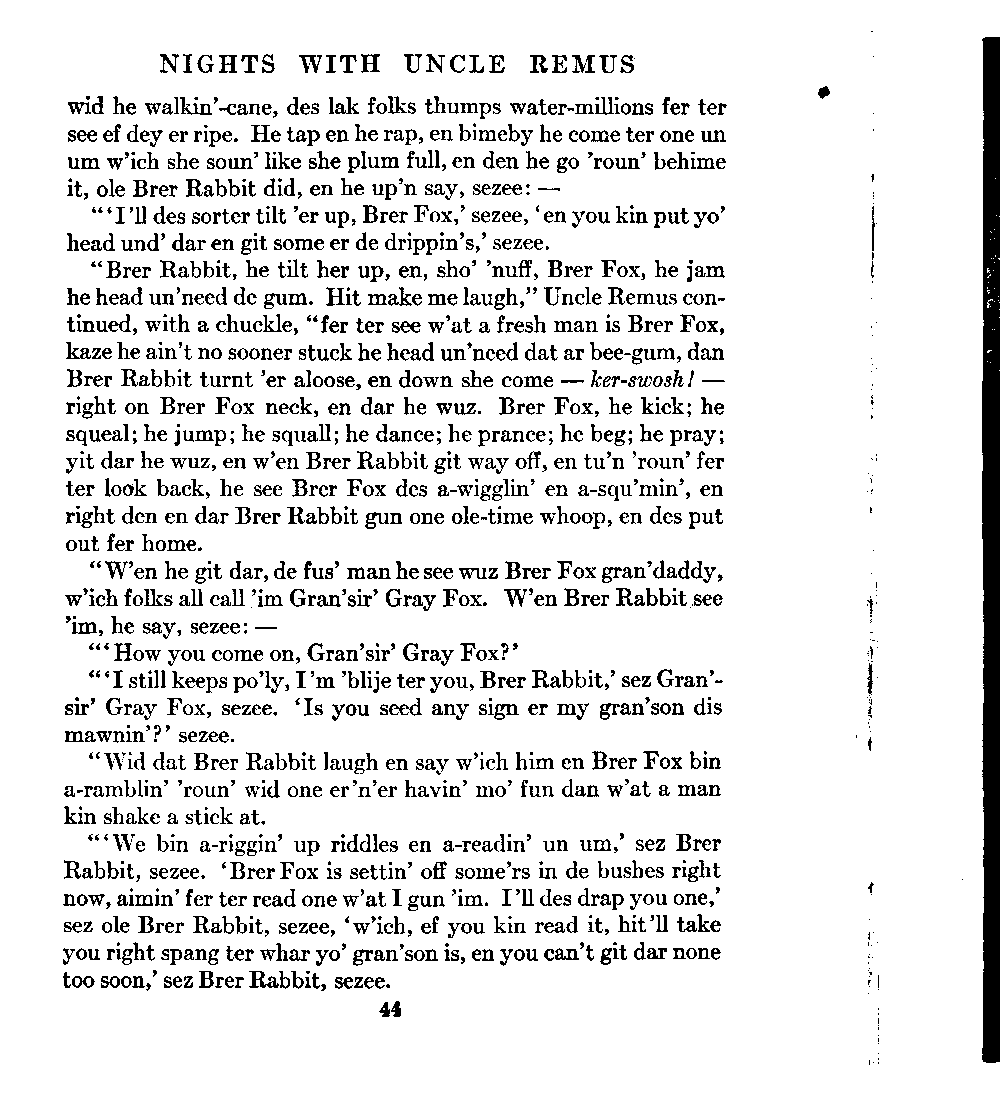 NIGHTS WITH UNCLE REMUS
wid he walkin'-cane, des lak folks thumps water-millions fer ter
see ef dey er ripe. He tap en he rap, en bimeby he come ter one un
um w'ich she soun' like she plum full, en den he go 'roun' behime
it, ole Brer Rabbit did, en he up'n say, sezee: —
"'I'll des sorter tilt 'er up, Brer Fox,' sezee, 'en you kin put yo'
head und' dar en git some er de drippin's,' sezee.
"Brer Rabbit, he tilt her up, en, sho' 'nuff, Brer Fox, he jam
he head un'need de gum. Hit make me laugh," Uncle Remus con-
tinued, with a chuckle, "fer ter see w'at a fresh man is Brer Fox,
kaze he ain't no sooner stuck he head un'need dat ar bee-gum, dan
Brer Rabbit turnt 'er aloose, en down she come — ker-swosh! —
right on Brer Fox neck, en dar he wuz. Brer Fox, he kick; he
squeal; he jump; he squall; he dance; he prance; he beg; he pray;
yit dar he wuz, en w'en Brer Rabbit git way off, en tu'n 'roun' fer
ter look back, he see Brer Fox des a-wigglin' en a-squ'min', en
right den en dar Brer Rabbit gun one ole-time whoop, en des put
out fer home.
"W'en he git dar, de fus' man he see wuz Brer Fox gran'daddy,
w'ich folks all call 'im Gran'sir' Gray Fox. W'en Brer Rabbit see
'im, he say, sezee: —
"'How you come on, Gran'sir' Gray Fox?'
"'I still keeps po'ly, I'm 'blije ter you, Brer Rabbit,' sez Gran'-
sir' Gray Fox, sezee. 'Is you seed any sign er my gran'son dis
mawnin'?' sezee.
"Wid dat Brer Rabbit laugh en say w'ich him en Brer Fox bin
a-ramblin' 'roun' wid one er'n'er havin' mo' fun dan w'at a man
kin shake a stick at.
"'We bin a-riggin' up riddles en a-readin' un um,' sez Brer
Rabbit, sezee. 'Brer Fox is settin' off some'rs in de bushes right
now, aimin' fer ter read one w'at I gun 'im. I'll des drap you one,'
sez ole Brer Rabbit, sezee, 'w'ich, ef you kin read it, hit'll take
you right spang ter whar yo' gran'son is, en you can't git dar none
too soon,' sez Brer Rabbit, sezee.
44